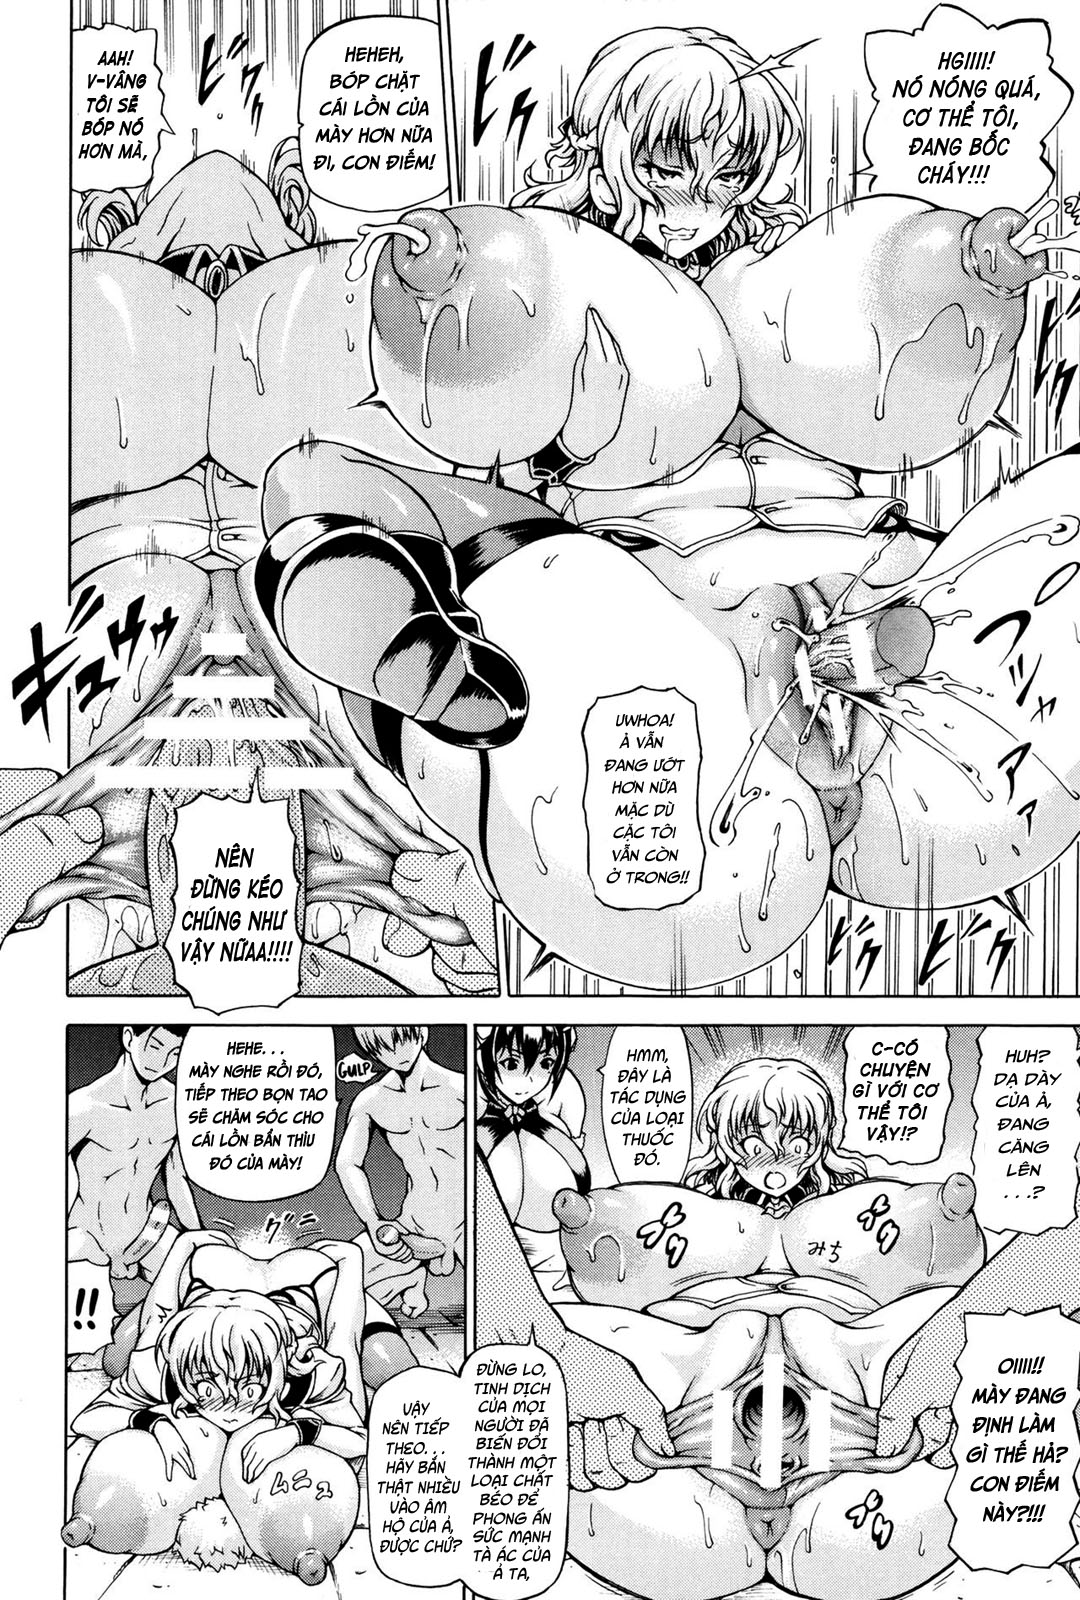 HGIIII!
NÓ NÓNG QUÁ,
CƠ THỂ TÔI,
ĐANG BỐC
CHÁY!!!
HEHEH,
BÓP CHẶT
CÁI LỒN CỦA
MÀY HƠN NỮA
ĐI, CON ĐIẾM!
AAH!
V-VÂNG
TÔI SẼ
BÓP NÓ
HƠN MÀ,
UWHOA!
Ả VẪN
ĐANG ƯỚT
HƠN NỮA
MẶC DÙ
CẶC TÔI
VẪN CÒN
Ở TRONG!!
NÊN
ĐỪNG KÉO
CHÚNG NHƯ
VẬY NỮAA!!!!
HUH?
DẠ DÀY
CỦA Ả,
ĐANG
CĂNG
LÊN
. . .?
C-CÓ
CHUYỆN
GÌ VỚI CƠ
THỂ TÔI
VẬY!?
HMM,
ĐÂY LÀ
TÁC DỤNG
CỦA LOẠI
THUỐC
ĐÓ.
みち
OIIII!!
MÀY ĐANG
ĐỊNH LÀM
GÌ THẾ HẢ?
CON ĐIẾM
NÀY?!!!
ĐỪNG LO,
TINH DỊCH
CỦA MỌI
NGƯỜI ĐÃ
BIẾN ĐỔI
THÀNH MỘT
LOẠI CHẤT
BÉO ĐỂ
PHONG ẤN
SỨC MẠNH
TÀ ÁC CỦA
Ả TA,
VẬY
NÊN TIẾP
THEO. . .
HÃY BẮN
THẬT NHIỀU
VÀO ÂM
HỘ CỦA Ả,
ĐƯỢC CHỨ?
GULP
HEHE. . .
MÀY NGHE RỒI ĐÓ,
TIẾP THEO BỌN TAO
SẼ CHĂM SÓC CHO
CÁI LỒN BẨN THỈU
ĐÓ CỦA MÀY!
!!
ムニュ